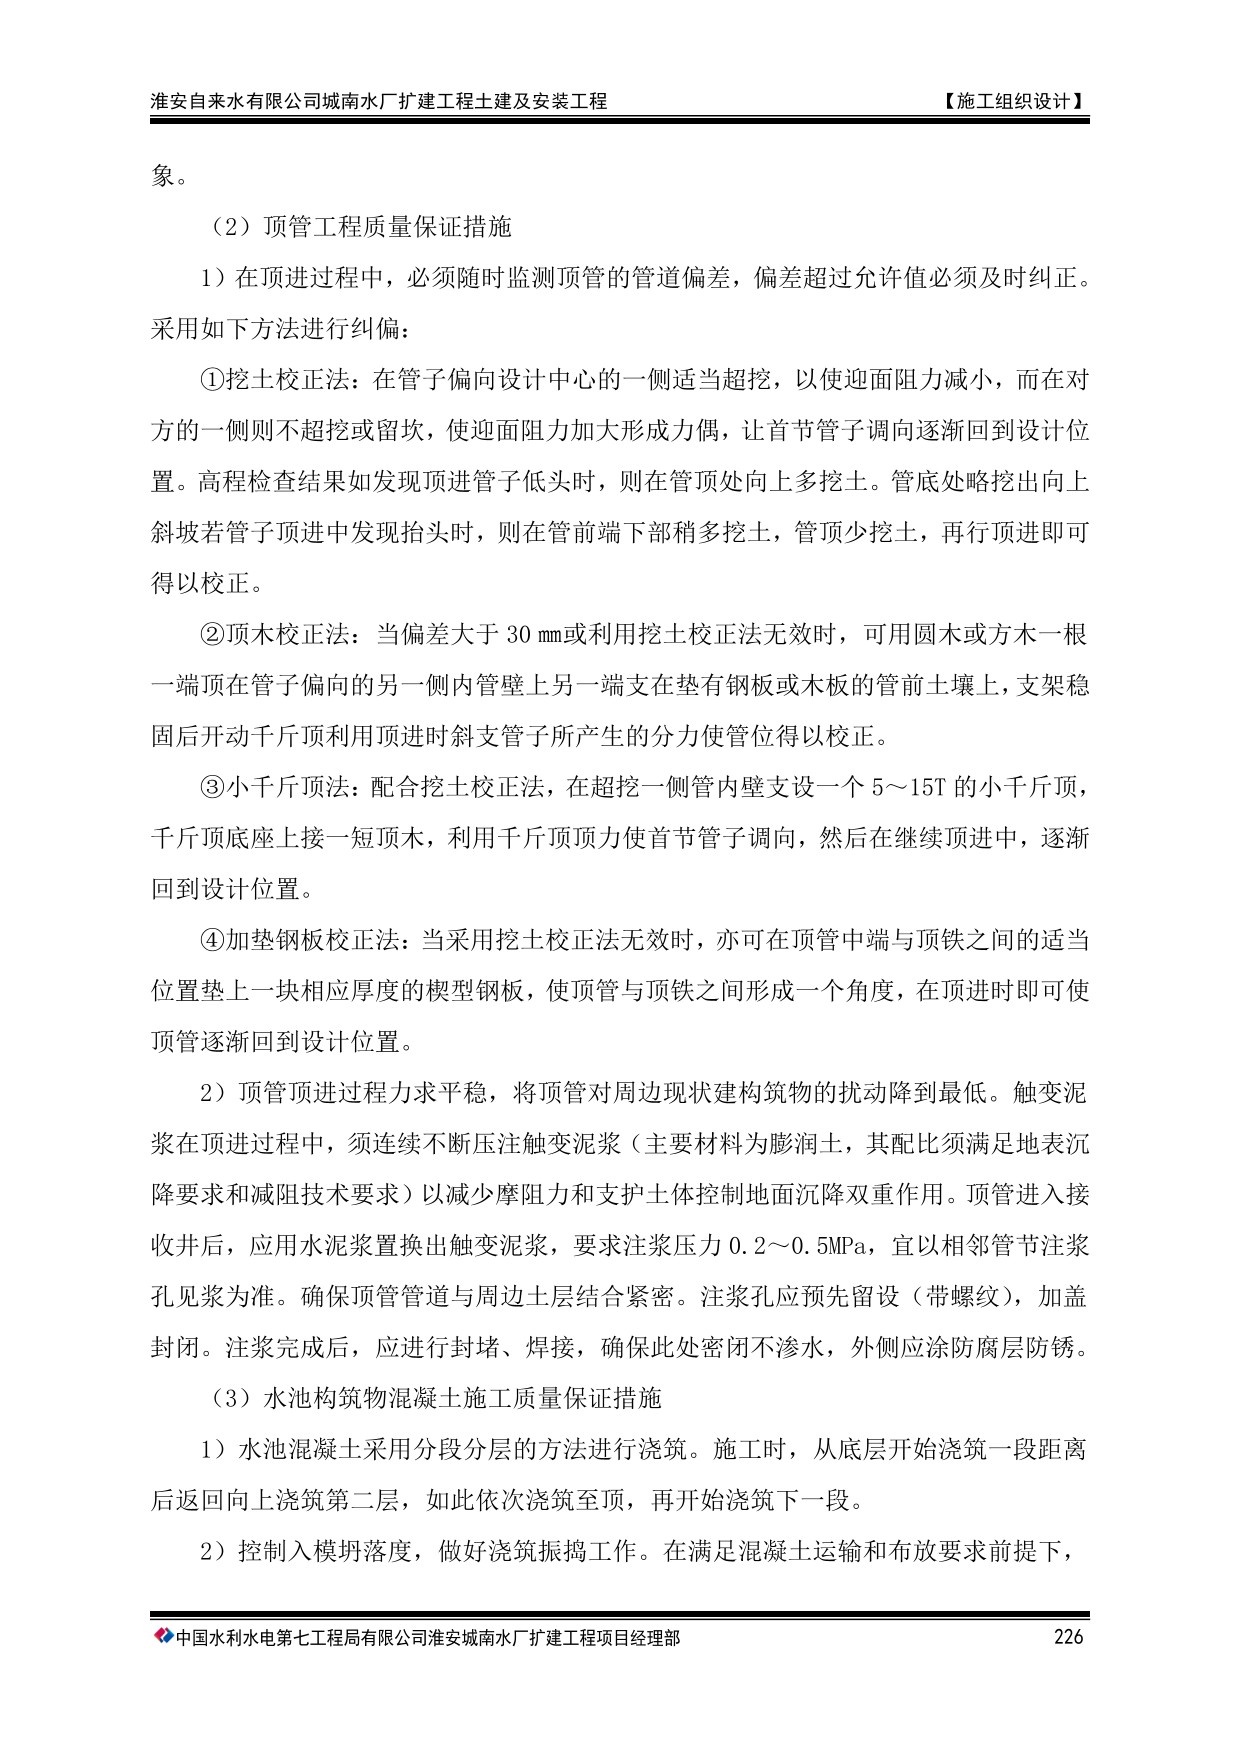 淮安自来水有限公司城南水厂扩建工程土建及安装工程 【施工组织设计】
象。
（2）顶管工程质量保证措施
1）在顶进过程中，必须随时监测顶管的管道偏差，偏差超过允许值必须及时纠正。
采用如下方法进行纠偏：
①挖土校正法：在管子偏向设计中心的一侧适当超挖，以使迎面阻力减小，而在对
方的一侧则不超挖或留坎，使迎面阻力加大形成力偶，让首节管子调向逐渐回到设计位
置。高程检查结果如发现顶进管子低头时，则在管顶处向上多挖土。管底处略挖出向上
斜坡若管子顶进中发现抬头时，则在管前端下部稍多挖土，管顶少挖土，再行顶进即可
得以校正。
②顶木校正法：当偏差大于 30 ㎜或利用挖土校正法无效时，可用圆木或方木一根
一端顶在管子偏向的另一侧内管壁上另一端支在垫有钢板或木板的管前土壤上，支架稳
固后开动千斤顶利用顶进时斜支管子所产生的分力使管位得以校正。
③小千斤顶法：配合挖土校正法，在超挖一侧管内壁支设一个 5～15T 的小千斤顶，
千斤顶底座上接一短顶木，利用千斤顶顶力使首节管子调向，然后在继续顶进中，逐渐
回到设计位置。
④加垫钢板校正法：当采用挖土校正法无效时，亦可在顶管中端与顶铁之间的适当
位置垫上一块相应厚度的楔型钢板，使顶管与顶铁之间形成一个角度，在顶进时即可使
顶管逐渐回到设计位置。
2）顶管顶进过程力求平稳，将顶管对周边现状建构筑物的扰动降到最低。触变泥
浆在顶进过程中，须连续不断压注触变泥浆（主要材料为膨润土，其配比须满足地表沉
降要求和减阻技术要求）以减少摩阻力和支护土体控制地面沉降双重作用。顶管进入接
收井后，应用水泥浆置换出触变泥浆，要求注浆压力 0.2～0.5MPa，宜以相邻管节注浆
孔见浆为准。确保顶管管道与周边土层结合紧密。注浆孔应预先留设（带螺纹），加盖
封闭。注浆完成后，应进行封堵、焊接，确保此处密闭不渗水，外侧应涂防腐层防锈。
（3）水池构筑物混凝土施工质量保证措施
1）水池混凝土采用分段分层的方法进行浇筑。施工时，从底层开始浇筑一段距离
后返回向上浇筑第二层，如此依次浇筑至顶，再开始浇筑下一段。
2）控制入模坍落度，做好浇筑振捣工作。在满足混凝土运输和布放要求前提下，
中国水利水电第七工程局有限公司淮安城南水厂扩建工程项目经理部 226